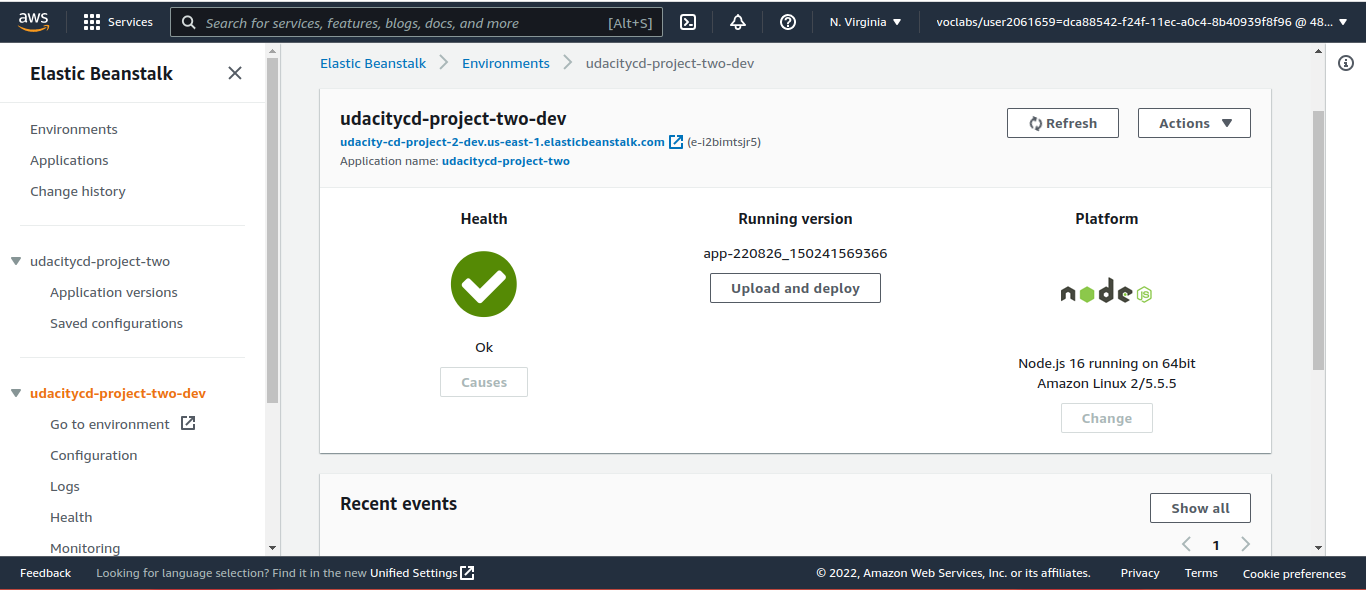 aws
Services
Search for services, features, blogs, docs, and more [Alt+S]
N. Virginia
voclabs/user2061659=dca88542-f24f-11ec-a0c4-8b40939f8f96 @ 48...
Elastic Beanstalk
Environments
Applications
Change history
udacitycd-project-two
Application versions
Saved configurations
udacitycd-project-two-dev
Go to environment
Configuration
Logs
Health
Monitoring
Elastic Beanstalk
Environments
udacitycd-project-two-dev
udacitycd-project-two-dev
udacity-cd-project-2-dev.us-east-1.elasticbeanstalk.com (e-i2bimtsjr5)
Application name: udacitycd-project-two
Refresh
Actions
Health
Ok
Causes
Running version
app-220826_150241569366
Upload and deploy
Platform
node JS
Node.js 16 running on 64bit
Amazon Linux 2/5.5.5
Change
Recent events
Show all
1
Feedback
Looking for language selection? Find it in the new Unified Settings
© 2022, Amazon Web Services, Inc. or its affiliates.
Privacy
Terms
Cookie preferences